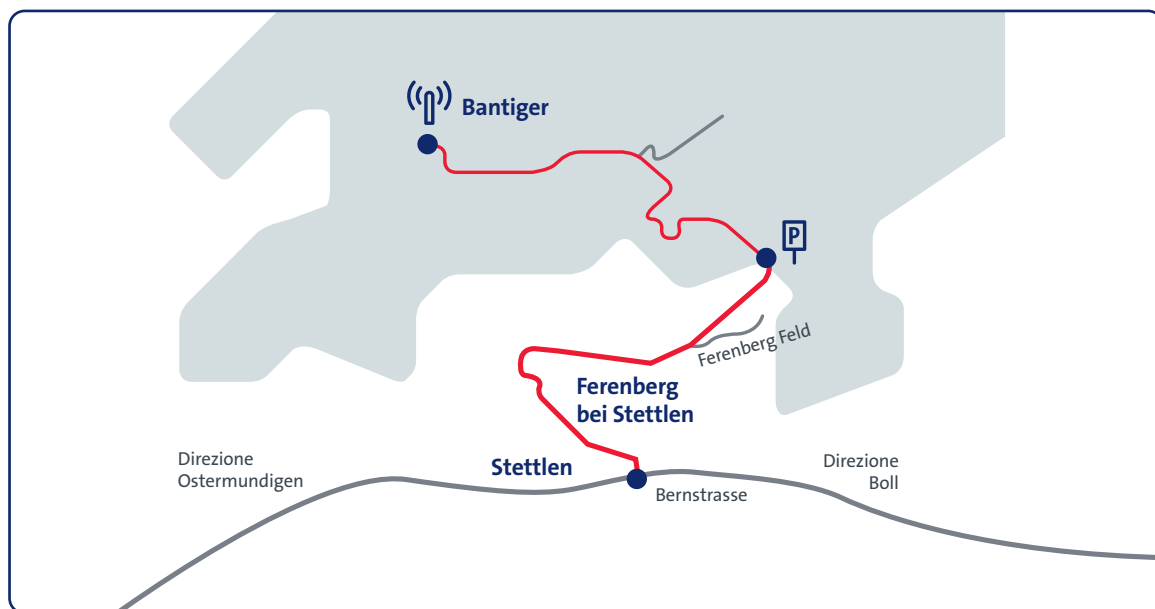 Bantiger
P
Ferenberg Feld
Ferenberg
bei Stettlen
Stettlen
Direzione
Ostermundigen
Bernstrasse
Direzione
Boll